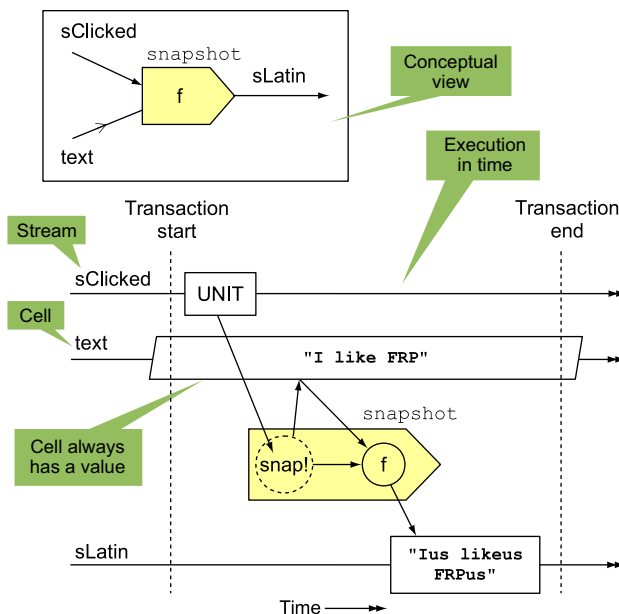 sClicked
snapshot
sLatin
f
text
Conceptual
view
Execution
in time
Transaction
start
Transaction
end
Stream
sClicked
UNIT
Cell
text
"I like FRP"
snapshot
Cell always
has a value
snap!
f
"Ius likeus
FRPus"
sLatin
Time